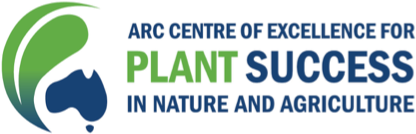 ARC CENTRE OF EXCELLENCE FOR
PLANT SUCCESS
IN NATURE AND AGRICULTURE